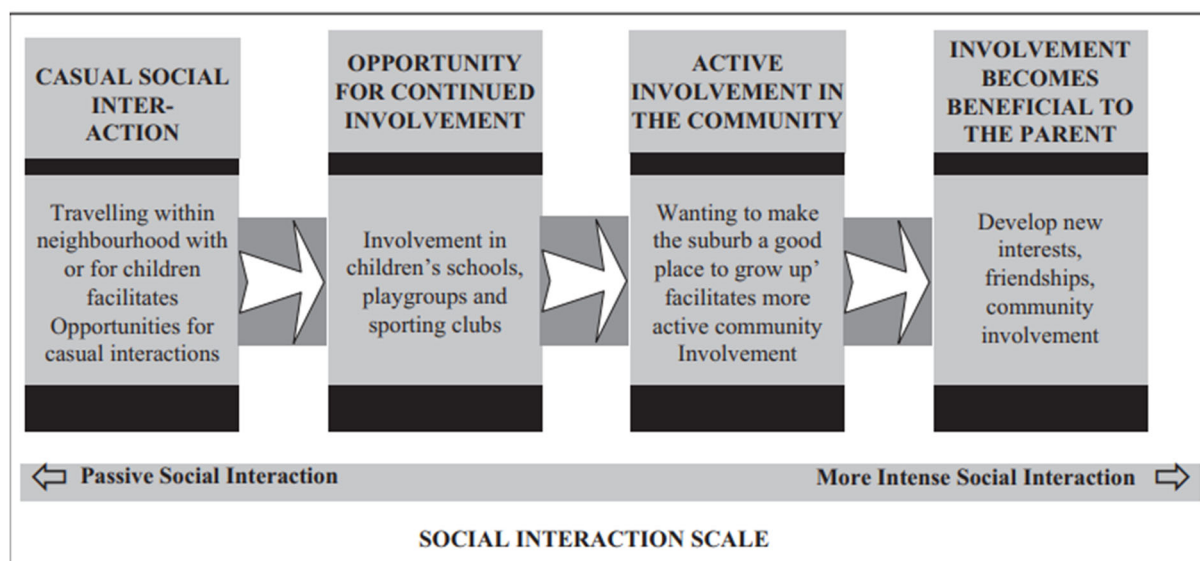 CASUAL SOCIAL
INTER-
ACTION
Travelling within
neighbourhood with
or for children
facilitates
Opportunities for
casual interactions
OPPORTUNITY
FOR CONTINUED
INVOLVEMENT
Involvement in
children's schools,
playgroups and
sporting clubs
ACTIVE
INVOLVEMENT IN
THE COMMUNITY
Wanting to make
the suburb a good
place to grow up'
facilitates more
active community
Involvement
INVOLVEMENT
BECOMES
BENEFICIAL TO
THE PARENT
Develop new
interests,
friendships,
community
involvement
Passive Social Interaction
More Intense Social Interaction
SOCIAL INTERACTION SCALE